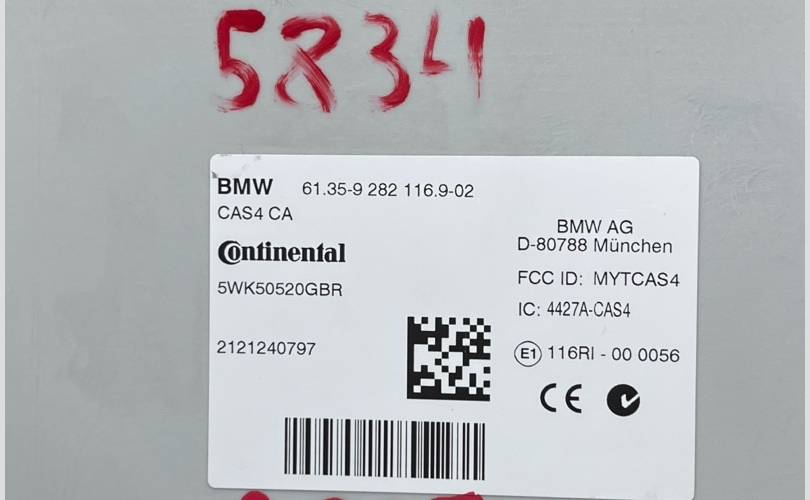 5834
BMW 61.35-9 282 116.9-02
CAS4 CA
Continental
5WK50520GBR
2121240797
BMW AG
D-80788 München
FCC ID: MYTCAS4
IC: 4427A-CAS4
E1 116RI - 00 0056
CE